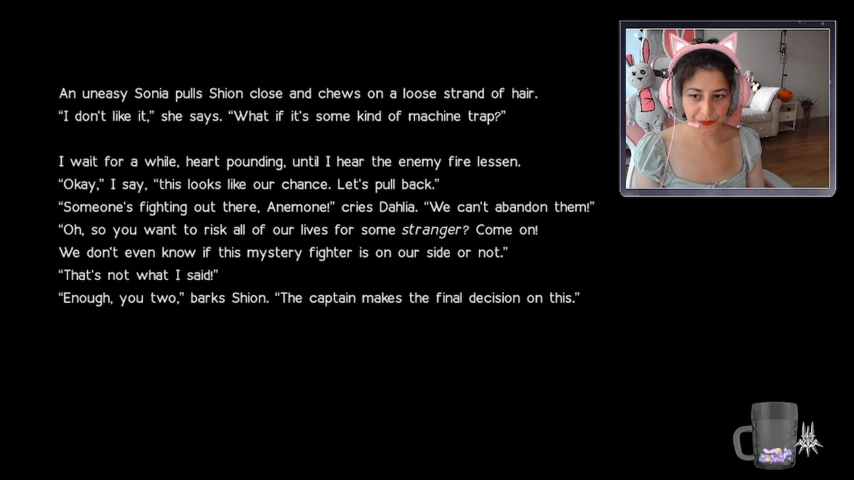 An uneasy Sonia pulls Shion close and chews on a loose strand of hair.
“I don't like it,” she says. “What if it's some kind of machine trap?”
I wait for a while, heart pounding, until I hear the enemy fire lessen.
“Okay,” I say, “this looks like our chance. Let's pull back.”
“Someone's fighting out there, Anemone!” cries Dahlia. “We can't abandon them!”
“Oh, so you want to risk all of our lives for some stranger? Come on!
We don't even know if this mystery fighter is on our side or not.”
“That's not what I said!”
“Enough, you two,” barks Shion. “The captain makes the final decision on this.”